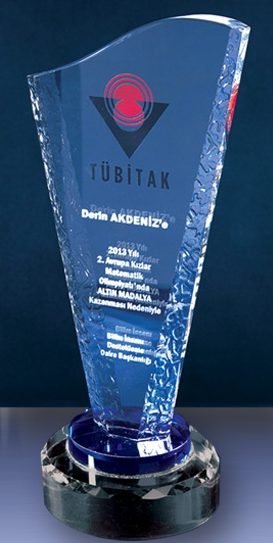 TÜBİTAK
Derin AKDENİZ'e
2013 Yılı
2. Avrupa Kızlar
Matematik
Olimpiyatı'nda
ALTIN MADALYA
Kazanması Nedeniyle
Bilim İnsanı
Destekleme
Daire Başkanlığı